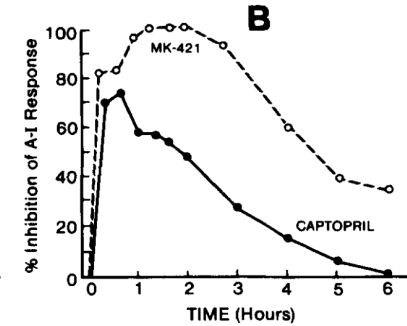 B
100
80
60
40
20
0
% Inhibition of A-I Response
MK-421
CAPTOPRIL
0 1 2 3 4 5 6
TIME (Hours)